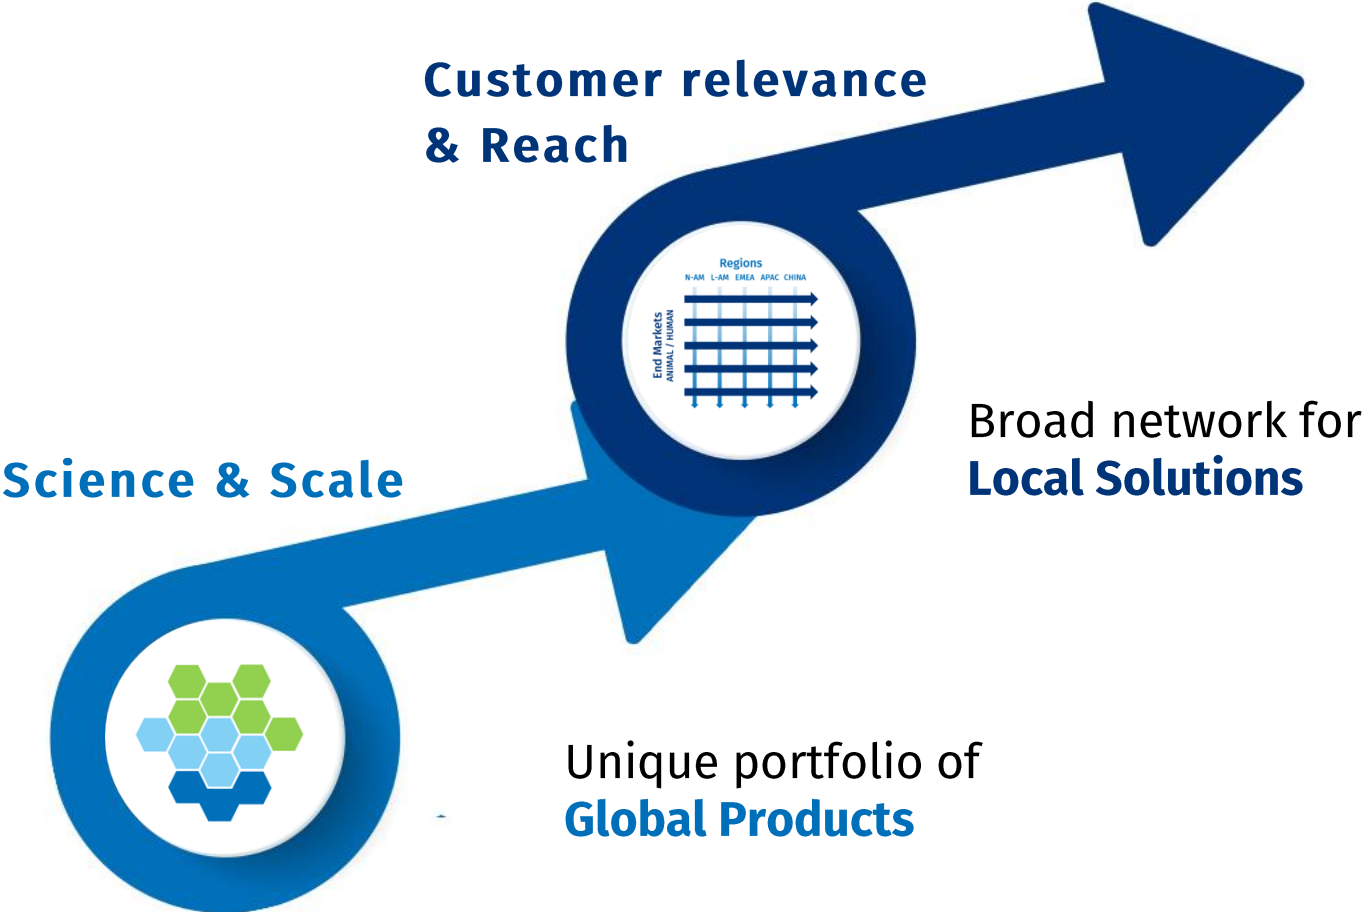 Customer relevance
& Reach
Regions
N-AM L-AM EMEA APAC CHINA
End Markets
ANIMAL / HUMAN
Broad network for
Local Solutions
Science & Scale
Unique portfolio of
Global Products